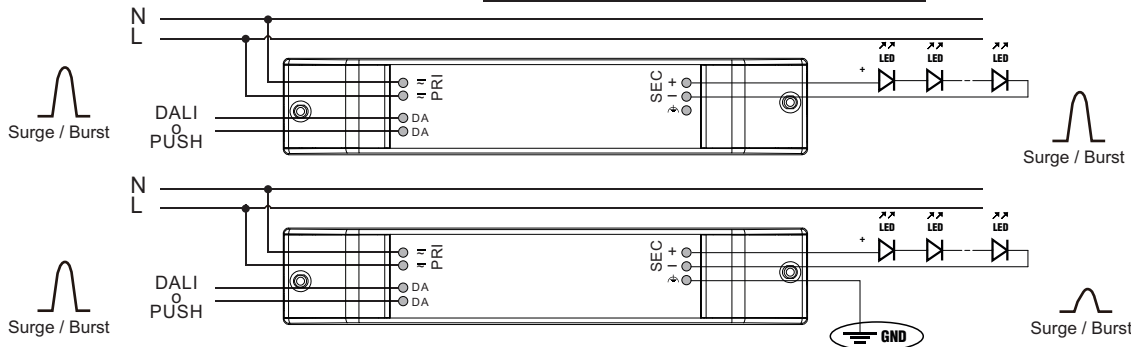 N
L
LED LED LED
+
PRI
SEC + −
DA
DA
DALI
o
PUSH
Surge / Burst
Surge / Burst
N
L
LED LED LED
+
PRI
SEC + −
DA
DA
DALI
o
PUSH
Surge / Burst
Surge / Burst
GND